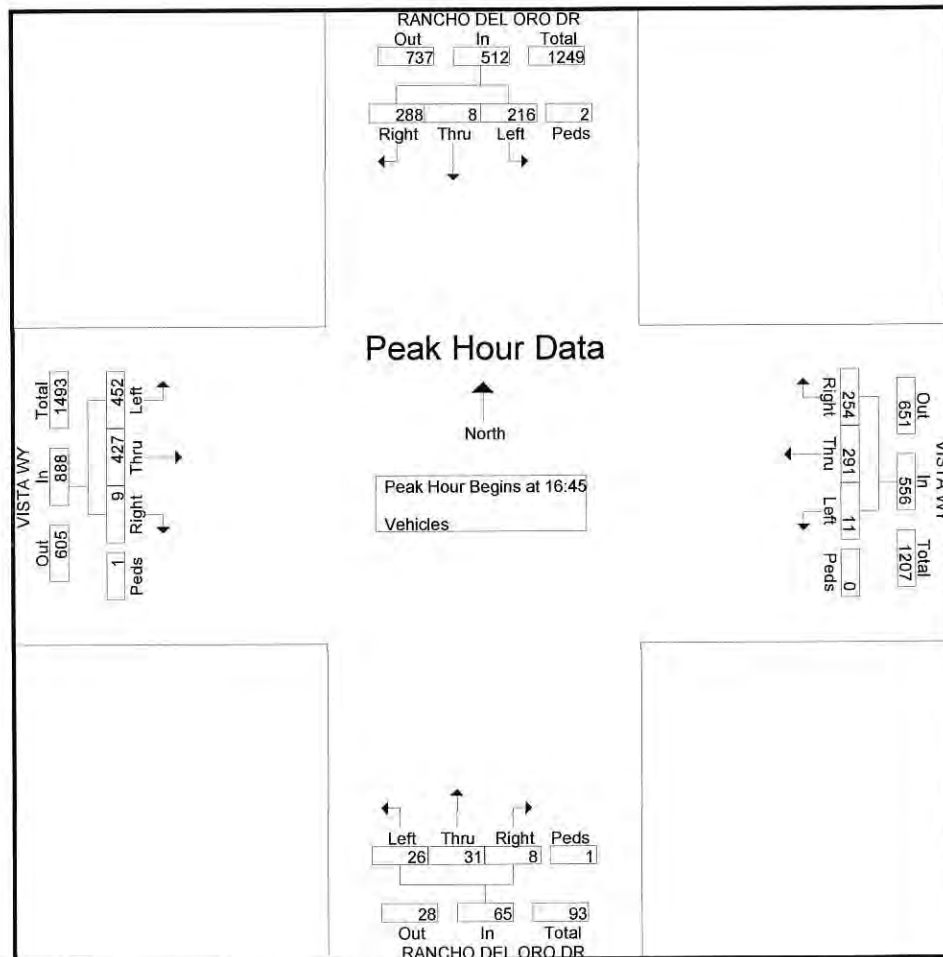 RANCHO DEL ORO DR
Out In Total
737 512 1249
288 8 216 2
Right Thru Left Peds
Peak Hour Data
North
Peak Hour Begins at 16:45
Vehicles
VISTA WY
Total In Out
1493 888 605
452 427 9 1
Left Thru Right Peds
Right Thru Left Peds
254 291 11 0
Out In Total
651 556 1207
VISTA WY
Left Thru Right Peds
26 31 8 1
28 65 93
Out In Total
RANCHO DEL ORO DR